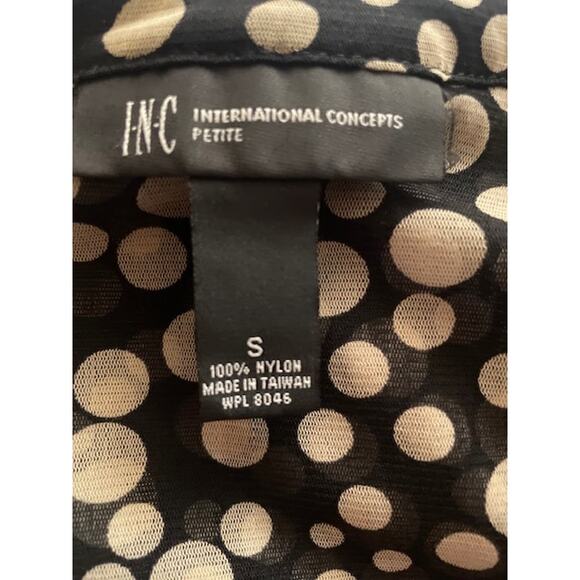 I·N·C INTERNATIONAL CONCEPTS
PETITE
S
100% NYLON
MADE IN TAIWAN
WPL 8046